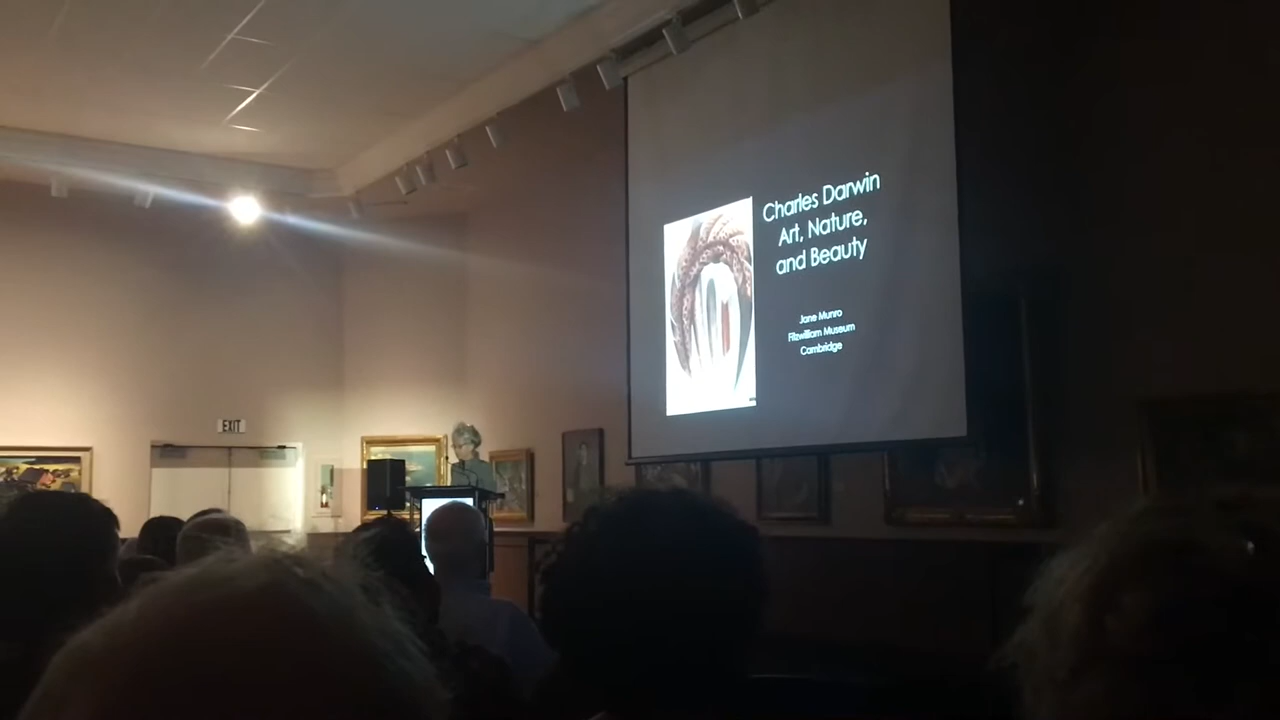 Charles Darwin
Art, Nature,
and Beauty
Jane Munro
Fitzwilliam Museum
Cambridge
EXIT